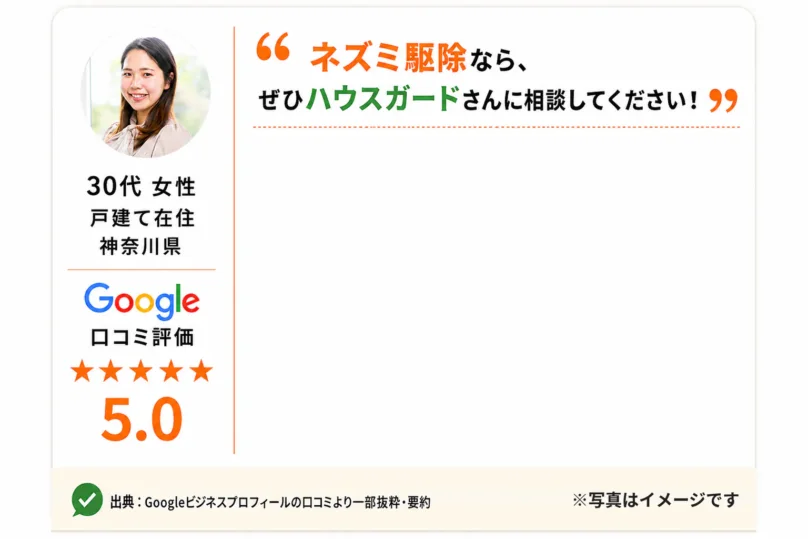 30代 女性
戸建て在住
神奈川県
Google
口コミ評価
★★★★★
5.0
“ ネズミ駆除なら、
ぜひハウスガードさんに相談してください！ ”
出典：Googleビジネスプロフィールの口コミより一部抜粋・要約
※写真はイメージです